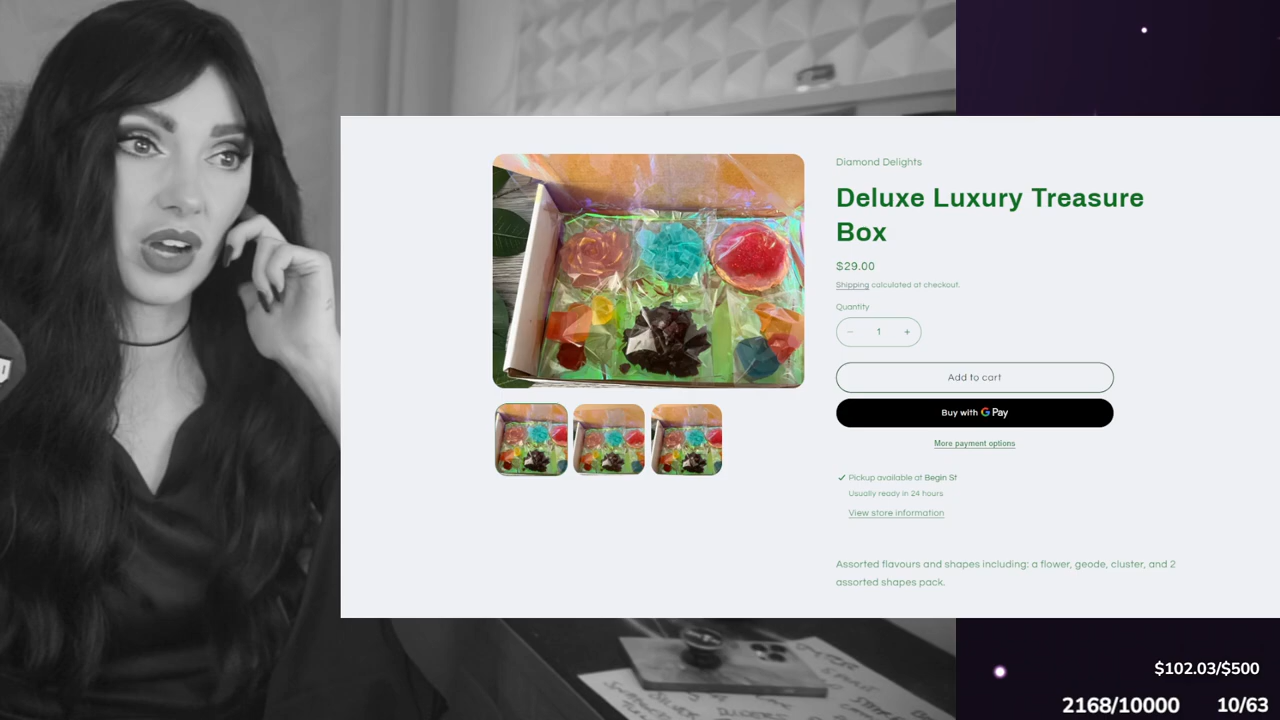 Diamond Delights
Deluxe Luxury Treasure
Box
$29.00
Shipping calculated at checkout.
Quantity
− 1 +
Add to cart
Buy with G Pay
More payment options
Pickup available at Begin St
Usually ready in 24 hours
View store information
Assorted flavours and shapes including: a flower, geode, cluster, and 2
assorted shapes pack.
$102.03/$500
2168/10000 10/63